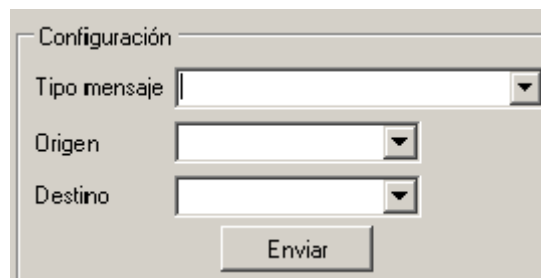 Configuración
Tipo mensaje
Origen
Destino
Enviar